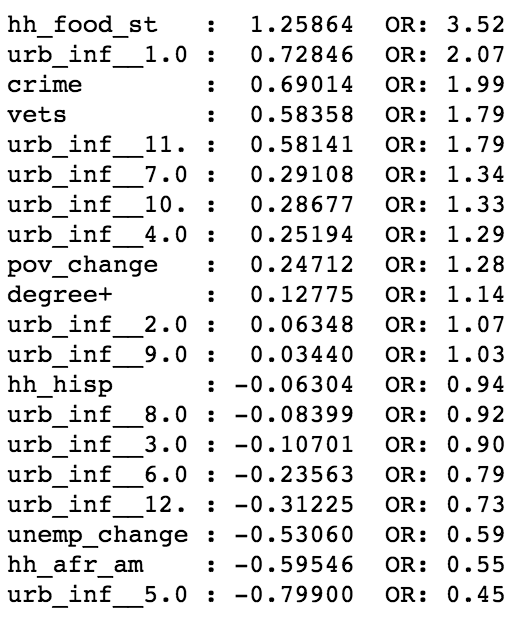 hh_food_st : 1.25864 OR: 3.52
urb_inf__1.0 : 0.72846 OR: 2.07
crime : 0.69014 OR: 1.99
vets : 0.58358 OR: 1.79
urb_inf__11. : 0.58141 OR: 1.79
urb_inf__7.0 : 0.29108 OR: 1.34
urb_inf__10. : 0.28677 OR: 1.33
urb_inf__4.0 : 0.25194 OR: 1.29
pov_change : 0.24712 OR: 1.28
degree+ : 0.12775 OR: 1.14
urb_inf__2.0 : 0.06348 OR: 1.07
urb_inf__9.0 : 0.03440 OR: 1.03
hh_hisp : -0.06304 OR: 0.94
urb_inf__8.0 : -0.08399 OR: 0.92
urb_inf__3.0 : -0.10701 OR: 0.90
urb_inf__6.0 : -0.23563 OR: 0.79
urb_inf__12. : -0.31225 OR: 0.73
unemp_change : -0.53060 OR: 0.59
hh_afr_am : -0.59546 OR: 0.55
urb_inf__5.0 : -0.79900 OR: 0.45